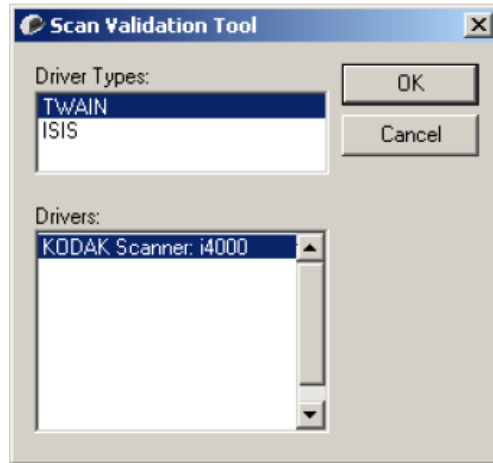 Scan Validation Tool
Driver Types:
TWAIN
ISIS
OK
Cancel
Drivers:
KODAK Scanner: i4000